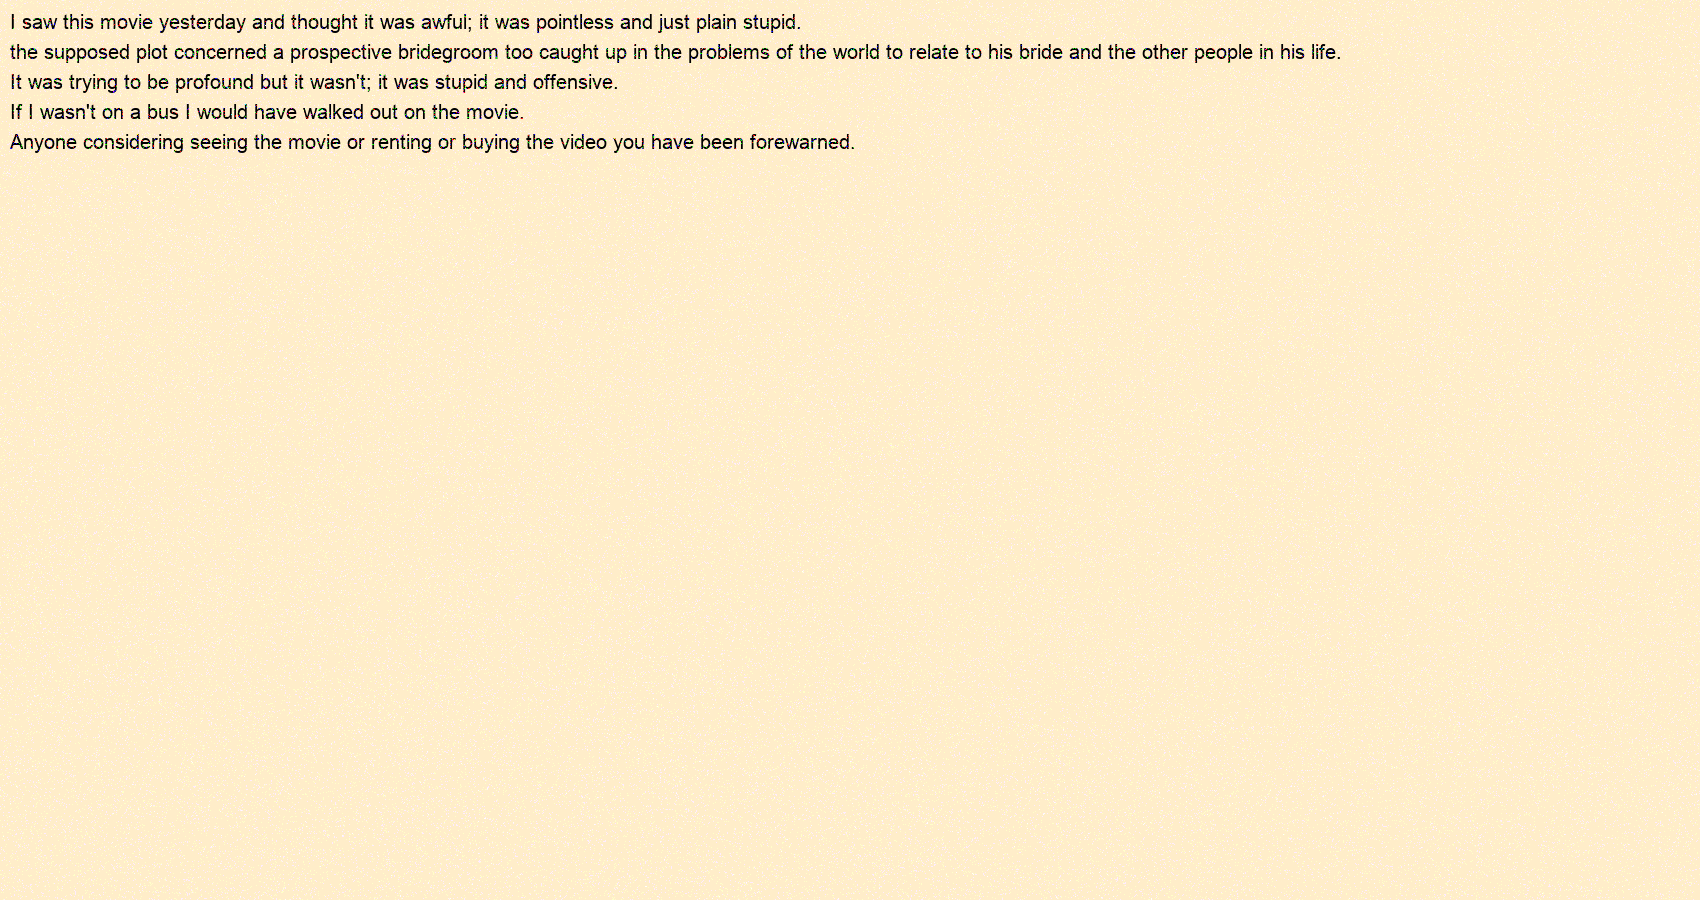 I saw this movie yesterday and thought it was awful; it was pointless and just plain stupid.
the supposed plot concerned a prospective bridegroom too caught up in the problems of the world to relate to his bride and the other people in his life.
It was trying to be profound but it wasn't; it was stupid and offensive.
If I wasn't on a bus I would have walked out on the movie.
Anyone considering seeing the movie or renting or buying the video you have been forewarned.